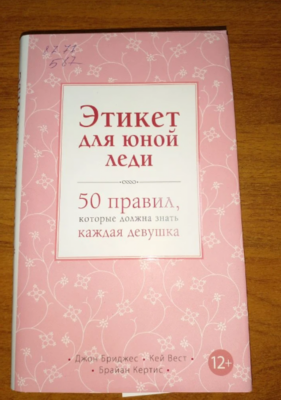 Этикет
для юной
леди
50 правил,
которые должна знать
каждая девушка
• Джон Бриджес • Кей Вест •
• Брайан Кертис •
12+